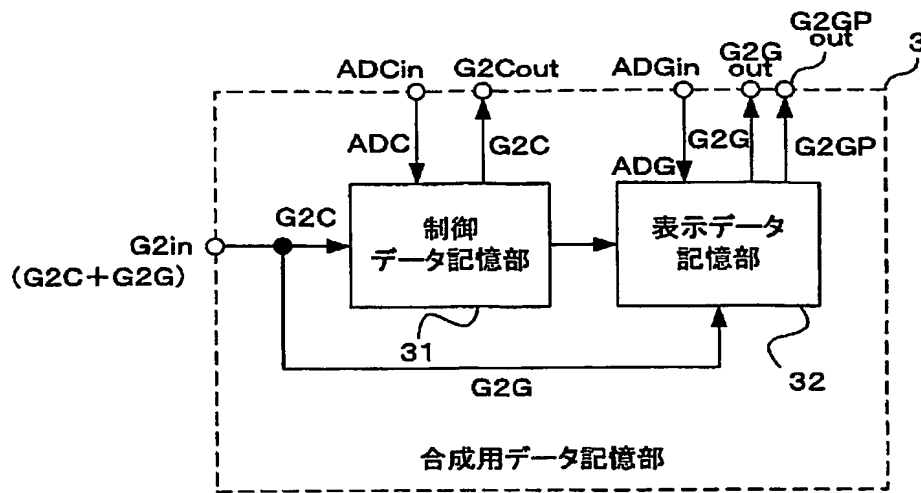 ADCin
G2Cout
ADGin
G2G
out
G2GP
out
3
ADC
G2C
ADG
G2G
G2GP
G2in
(G2C+G2G)
G2C
制御
データ記憶部
表示データ
記憶部
31
32
G2G
合成用データ記憶部